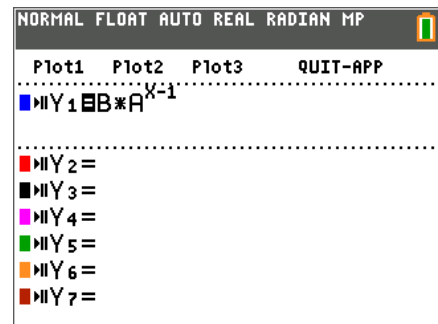 NORMAL FLOAT AUTO REAL RADIAN MP
Plot1 Plot2 Plot3 QUIT-APP
Y₁=B*A^X-1
Y₂=
Y₃=
Y₄=
Y₅=
Y₆=
Y₇=